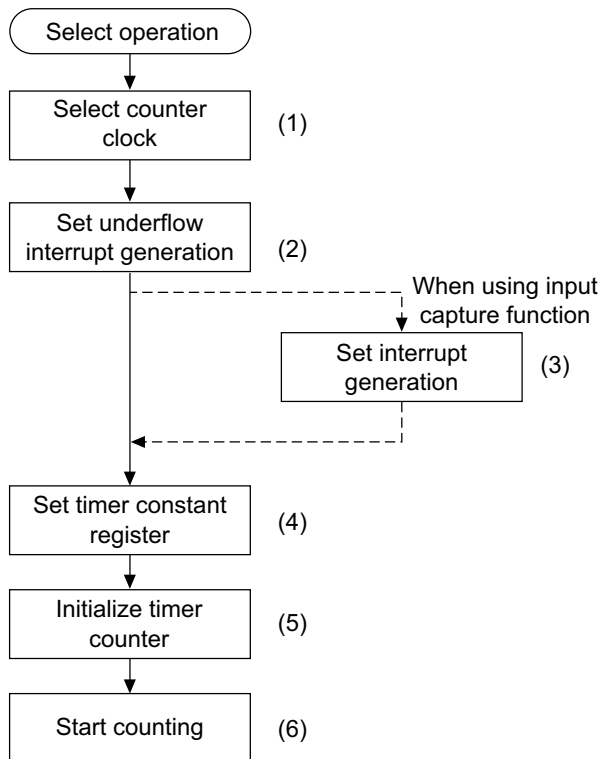 Select operation
Select counter
clock
(1)
Set underflow
interrupt generation
(2)
When using input
capture function
Set interrupt
generation
(3)
Set timer constant
register
(4)
Initialize timer
counter
(5)
Start counting
(6)